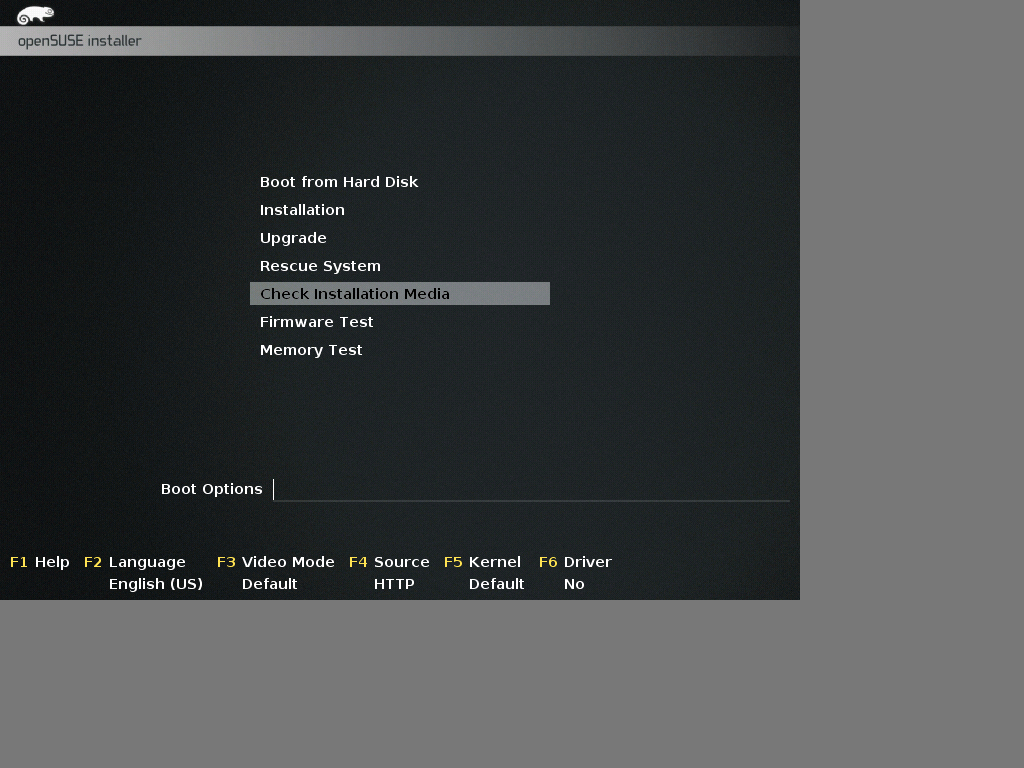 openSUSE installer
Boot from Hard Disk
Installation
Upgrade
Rescue System
Check Installation Media
Firmware Test
Memory Test
Boot Options
F1 Help F2 Language F3 Video Mode F4 Source F5 Kernel F6 Driver
English (US) Default HTTP Default No